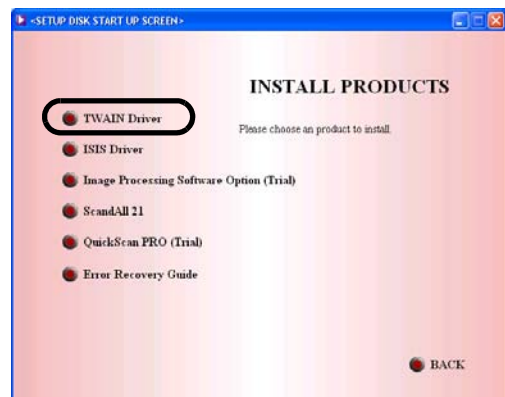 <SETUP DISK START UP SCREEN>
INSTALL PRODUCTS
Please choose an product to install.
TWAIN Driver
ISIS Driver
Image Processing Software Option (Trial)
ScandAll 21
QuickScan PRO (Trial)
Error Recovery Guide
BACK